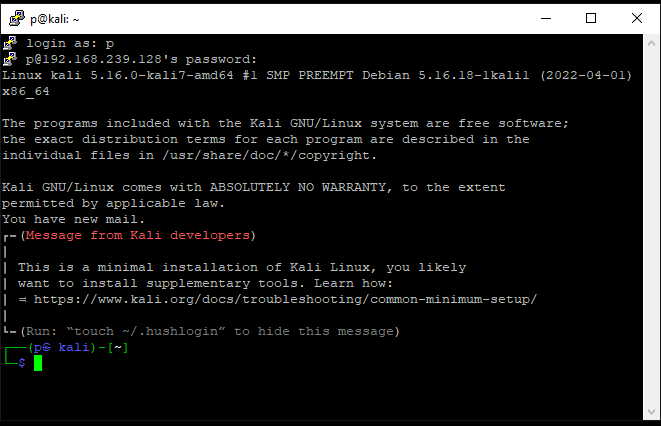 p@kali: ~
login as: p
p@192.168.239.128's password:
Linux kali 5.16.0-kali7-amd64 #1 SMP PREEMPT Debian 5.16.18-1kali1 (2022-04-01)
x86_64
The programs included with the Kali GNU/Linux system are free software;
the exact distribution terms for each program are described in the
individual files in /usr/share/doc/*/copyright.
Kali GNU/Linux comes with ABSOLUTELY NO WARRANTY, to the extent
permitted by applicable law.
You have new mail.
┏━(Message from Kali developers)
┃
┃ This is a minimal installation of Kali Linux, you likely
┃ want to install supplementary tools. Learn how:
┃ ⇒ https://www.kali.org/docs/troubleshooting/common-minimum-setup/
┃
┗━(Run: “touch ~/.hushlogin” to hide this message)
┌──(p㉿kali)-[~]
└─$